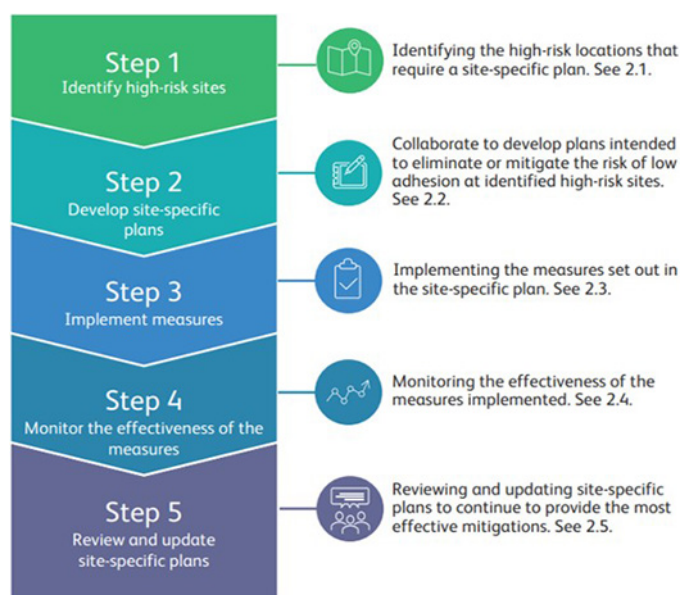 Step 1
Identify high-risk sites
Identifying the high-risk locations that
require a site-specific plan. See 2.1.
Step 2
Develop site-specific
plans
Collaborate to develop plans intended
to eliminate or mitigate the risk of low
adhesion at identified high-risk sites.
See 2.2.
Step 3
Implement measures
Implementing the measures set out in
the site-specific plan. See 2.3.
Step 4
Monitor the effectiveness of the
measures
Monitoring the effectiveness of the
measures implemented. See 2.4.
Step 5
Review and update
site-specific plans
Reviewing and updating site-specific
plans to continue to provide the most
effective mitigations. See 2.5.